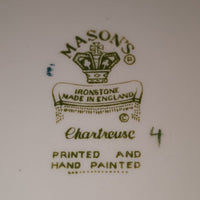 MASON'S
®
IRONSTONE
MADE IN ENGLAND
©
Chartreuse 4
PRINTED AND
HAND PAINTED